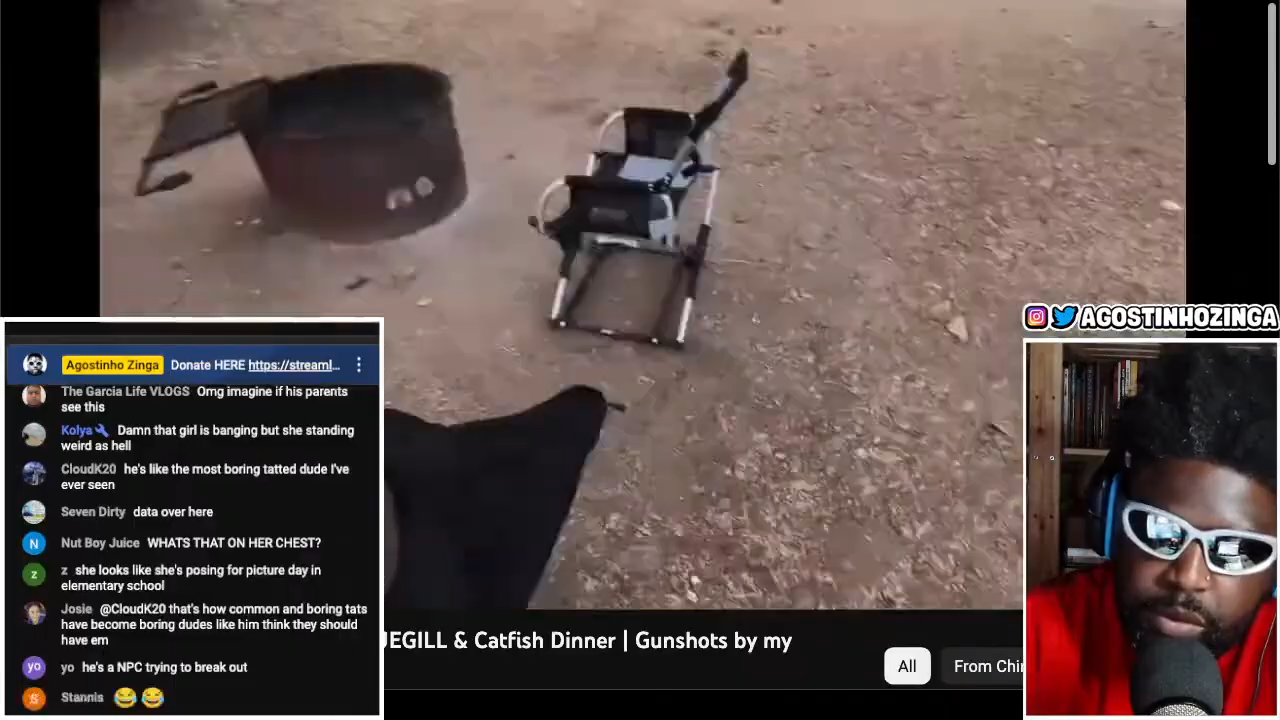 AGOSTINHOZINGA
Agostinho Zinga Donate HERE https://streaml...
The Garcia Life VLOGS Omg imagine if his parents
see this
Kolya Damn that girl is banging but she standing
weird as hell
CloudK20 he's like the most boring tatted dude I've
ever seen
Seven Dirty data over here
N Nut Boy Juice WHATS THAT ON HER CHEST?
z z she looks like she's posing for picture day in
elementary school
Josie @CloudK20 that's how common and boring tats
have become boring dudes like him think they should
have em
yo yo he's a NPC trying to break out
Stannis 😂😂
JEGILL & Catfish Dinner | Gunshots by my
All From Chi